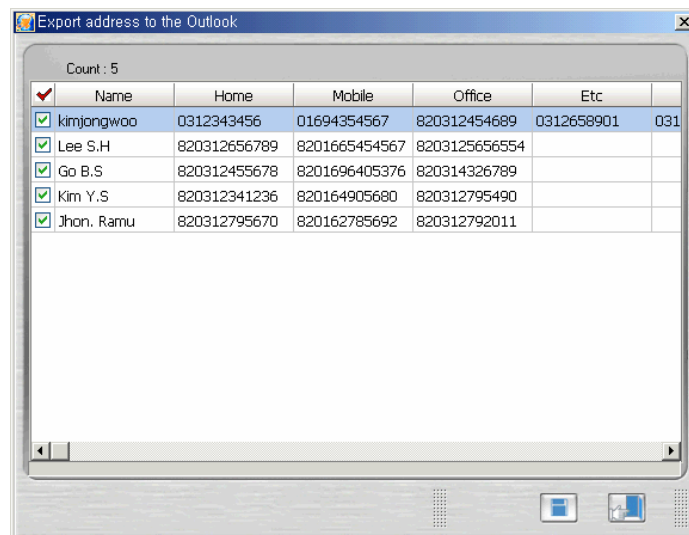 Export address to the Outlook
Count : 5
Name Home Mobile Office Etc
kimjongwoo 0312343456 01694354567 820312454689 0312658901 031
Lee S.H 820312656789 8201665454567 8203125656554
Go B.S 820312455678 8201696405376 820314326789
Kim Y.S 820312341236 820164905680 820312795490
Jhon. Ramu 820312795670 820162785692 820312792011